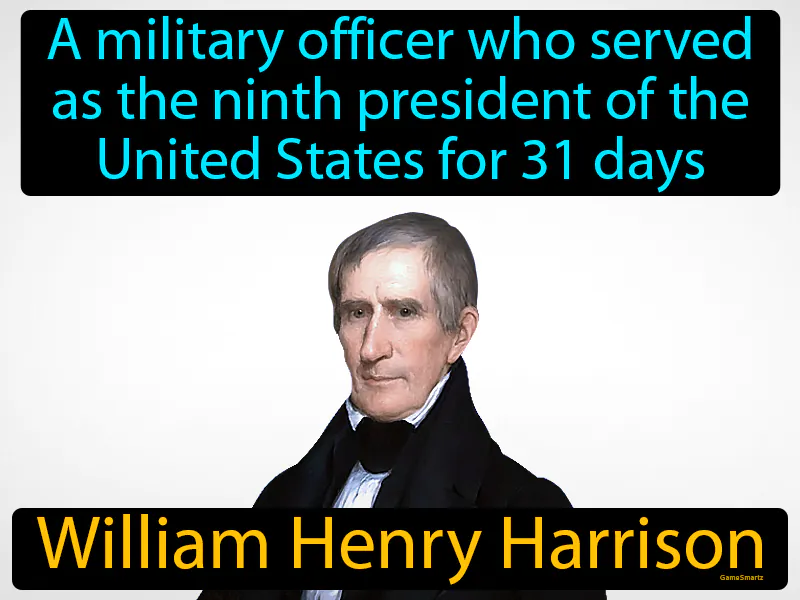 A military officer who served
as the ninth president of the
United States for 31 days
William Henry Harrison
GameSmartz